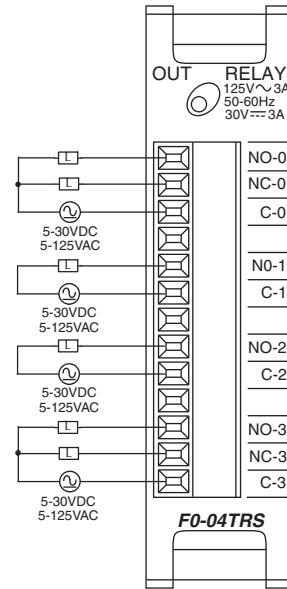 OUT RELAY
125V～3A
50-60Hz
30V⎓3A
L NO-0
L NC-0
C-0
5-30VDC
5-125VAC
L N0-1
C-1
5-30VDC
5-125VAC
L NO-2
C-2
5-30VDC
5-125VAC
L NO-3
L NC-3
C-3
5-30VDC
5-125VAC
F0-04TRS